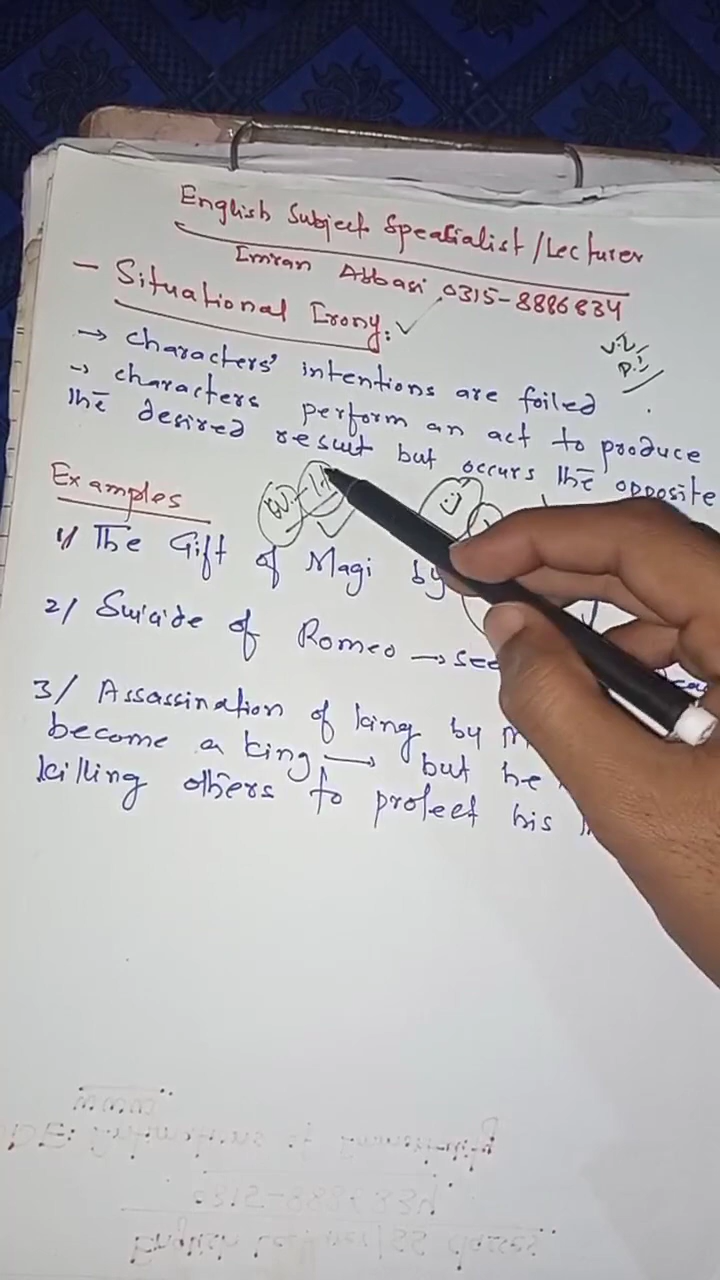 English Subject Specialist/Lecturer
Imran Abbasi 0315-8886834
- Situational Irony:
V.I
P.I
→ characters' intentions are foiled
→ characters perform an act to produce
the desired result but occurs the opposite
Examples
1/ The Gift of Magi by
2/ Suicide of Romeo → see
3/ Assassination of king by M
become a king → but he
killing others to protect his